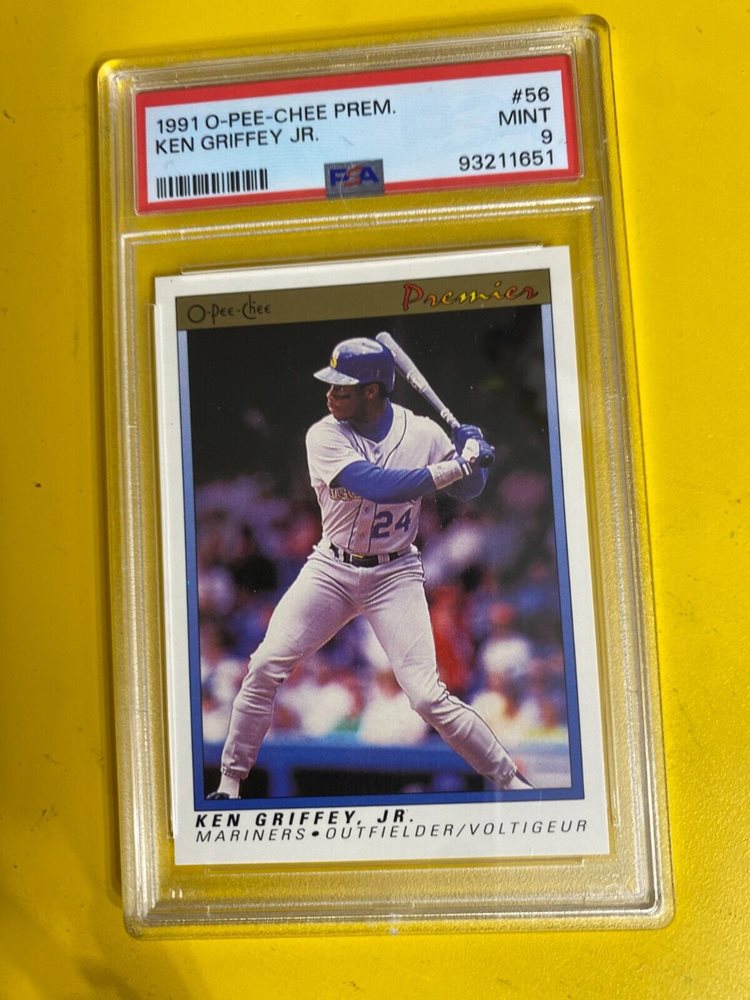 1991 O-PEE-CHEE PREM. #56
KEN GRIFFEY JR. MINT
9
PSA 93211651
O-Pee-Chee Premier
24
KEN GRIFFEY, JR.
MARINERS • OUTFIELDER/VOLTIGEUR